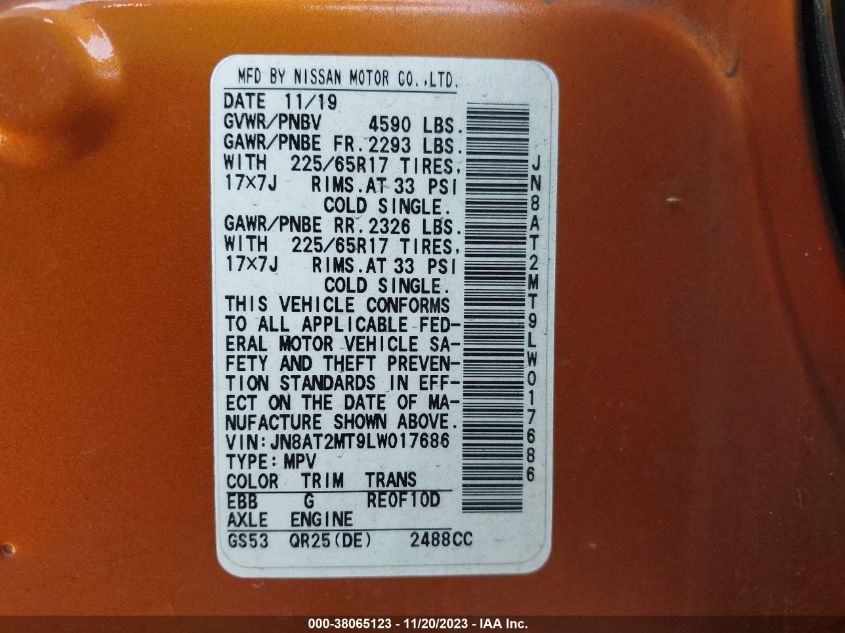 MFD BY NISSAN MOTOR CO.,LTD.
DATE 11/19
GVWR/PNBV 4590 LBS.
GAWR/PNBE FR. 2293 LBS.
WITH 225/65R17 TIRES,
17×7J RIMS. AT 33 PSI
COLD SINGLE.
GAWR/PNBE RR. 2326 LBS.
WITH 225/65R17 TIRES,
17×7J RIMS. AT 33 PSI
COLD SINGLE.
THIS VEHICLE CONFORMS
TO ALL APPLICABLE FED-
ERAL MOTOR VEHICLE SA-
FETY AND THEFT PREVEN-
TION STANDARDS IN EFF-
ECT ON THE DATE OF MA-
NUFACTURE SHOWN ABOVE.
VIN:JN8AT2MT9LW017686
TYPE:MPV
COLOR TRIM TRANS
EBB G RE0F10D
AXLE ENGINE
GS53 QR25(DE) 2488CC
JN8AT2MT9LW017686
000-38065123 - 11/20/2023 - IAA Inc.